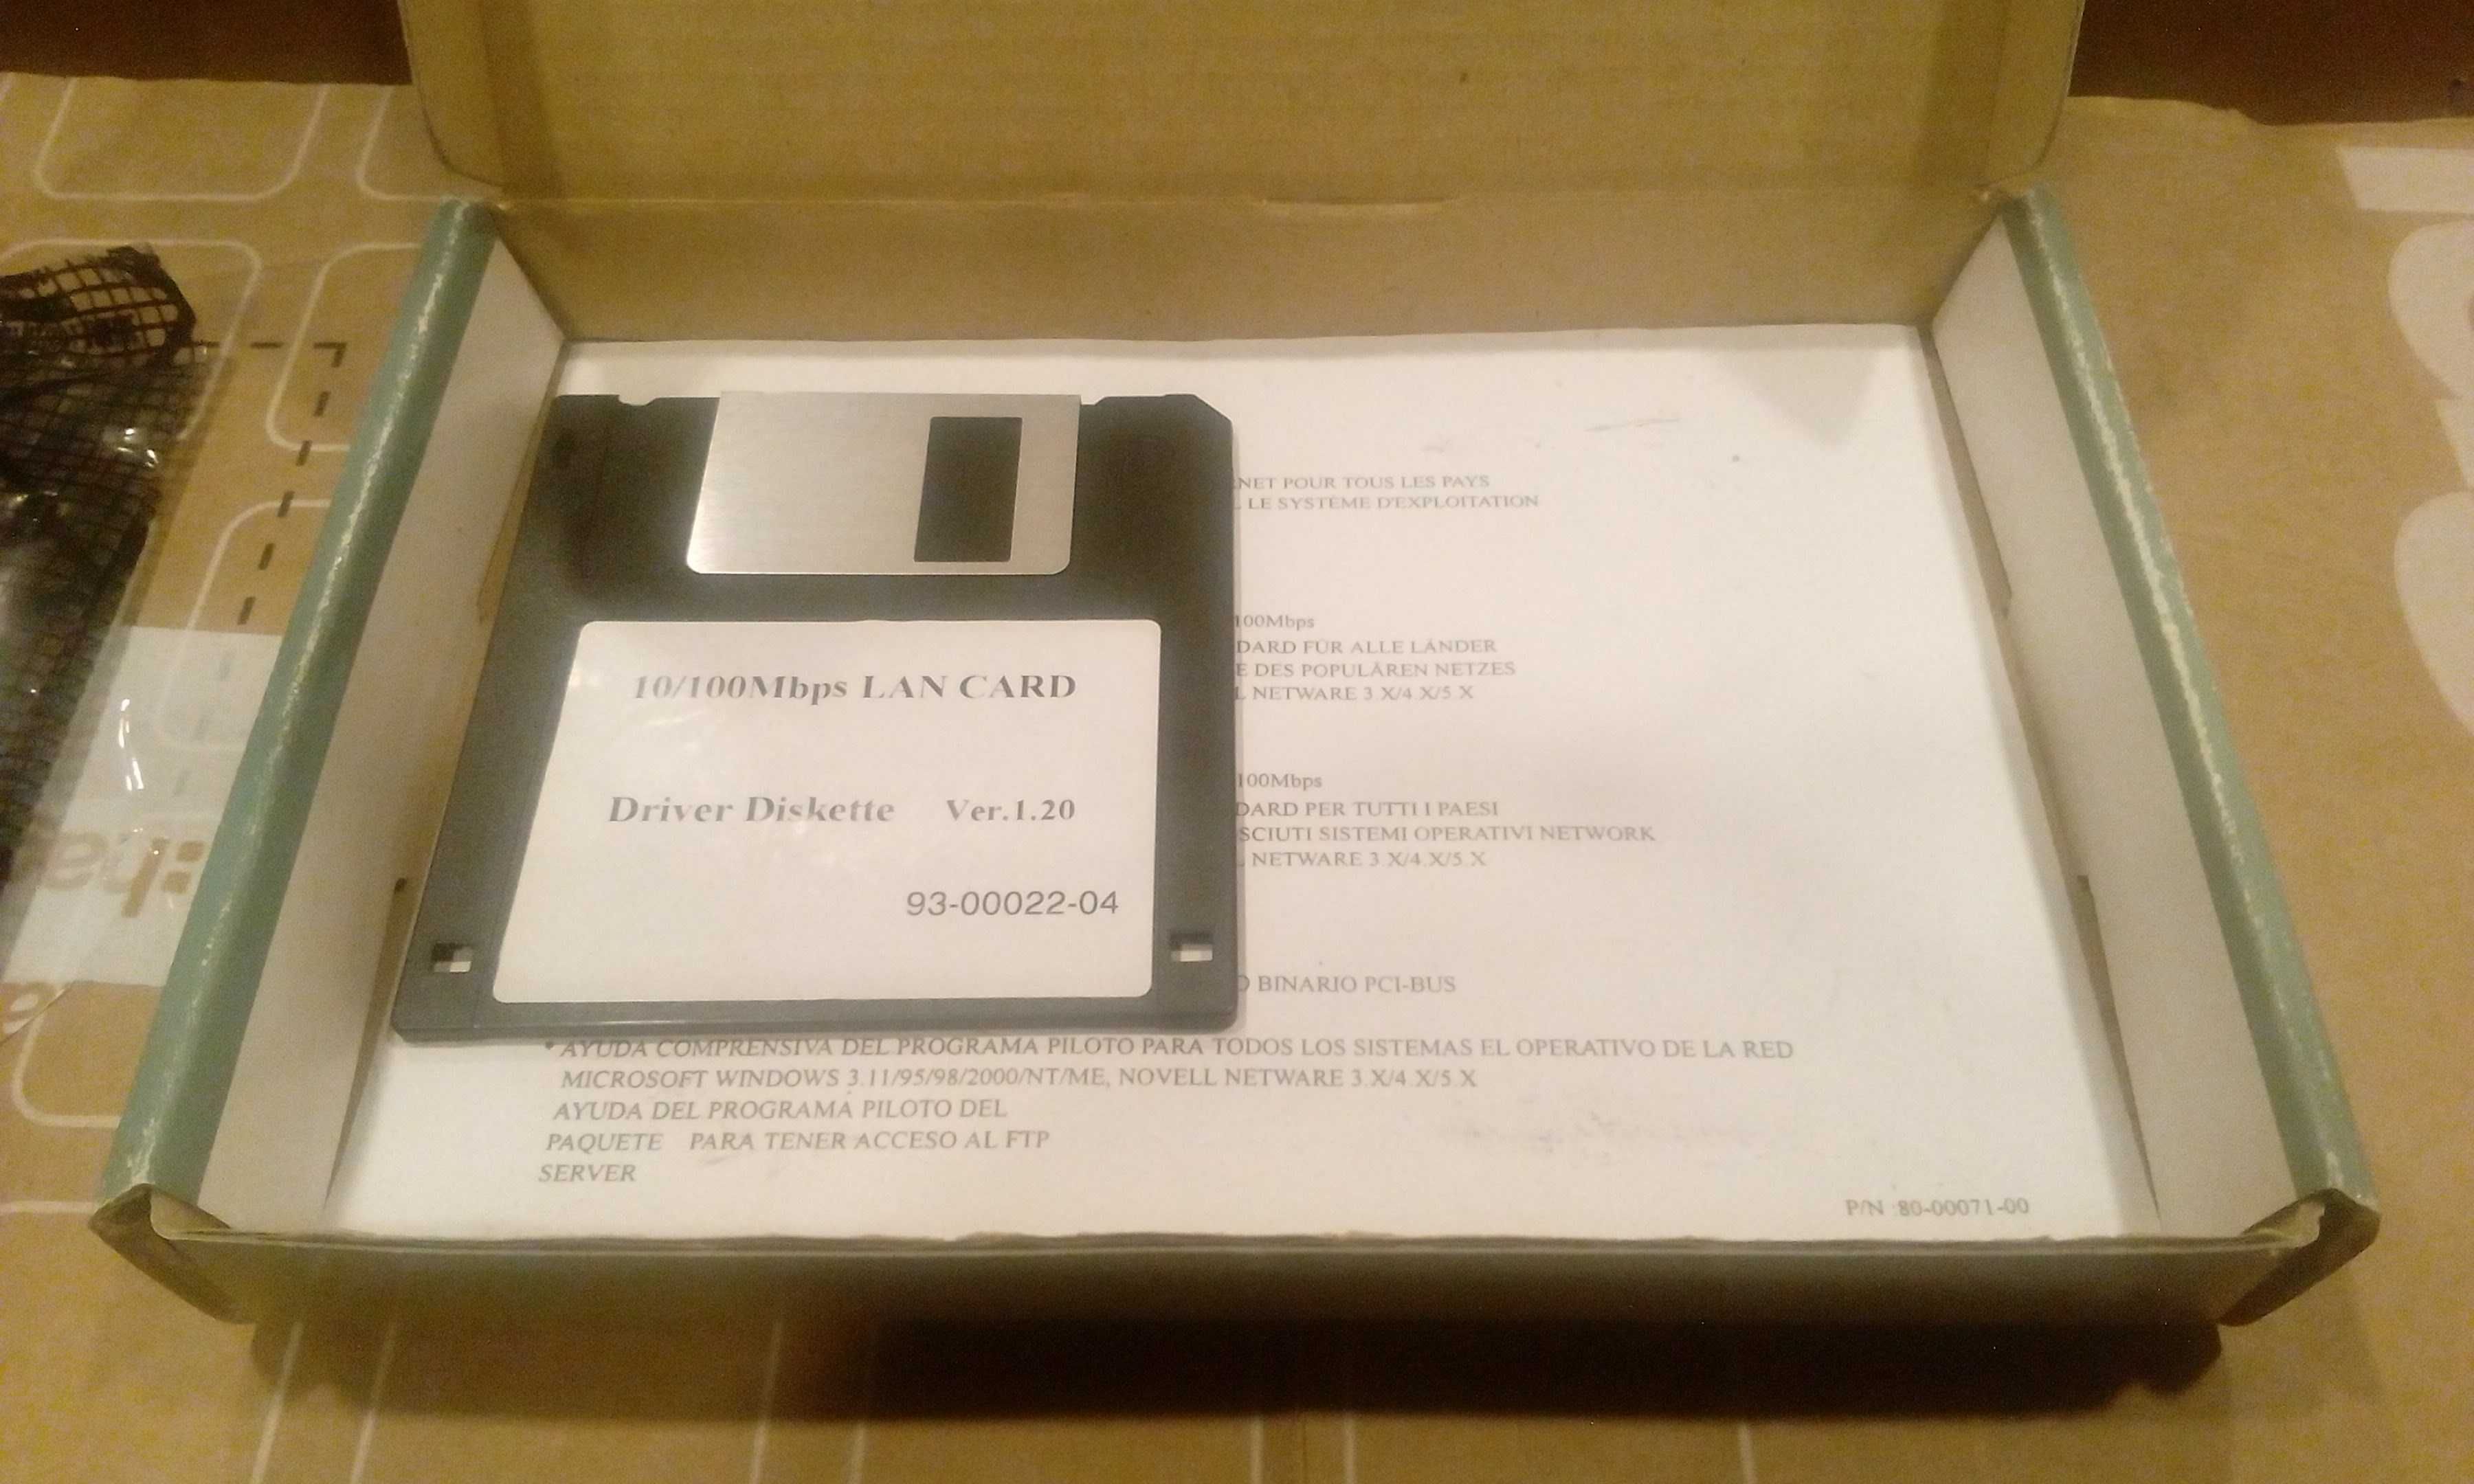 10/100Mbps LAN CARD
Driver Diskette Ver.1.20
93-00022-04
NET POUR TOUS LES PAYS
LE SYSTEME D'EXPLOITATION
100Mbps
DARD FÜR ALLE LÄNDER
E DES POPULÄREN NETZES
NETWARE 3.X/4.X/5.X
100Mbps
DARD PER TUTTI I PAESI
SCIUTI SISTEMI OPERATIVI NETWORK
NETWARE 3.X/4.X/5.X
O BINARIO PCI-BUS
* AYUDA COMPRENSIVA DEL PROGRAMA PILOTO PARA TODOS LOS SISTEMAS EL OPERATIVO DE LA RED
MICROSOFT WINDOWS 3.11/95/98/2000/NT/ME, NOVELL NETWARE 3.X/4.X/5.X
AYUDA DEL PROGRAMA PILOTO DEL
PAQUETE PARA TENER ACCESO AL FTP
SERVER
P/N :80-00071-00